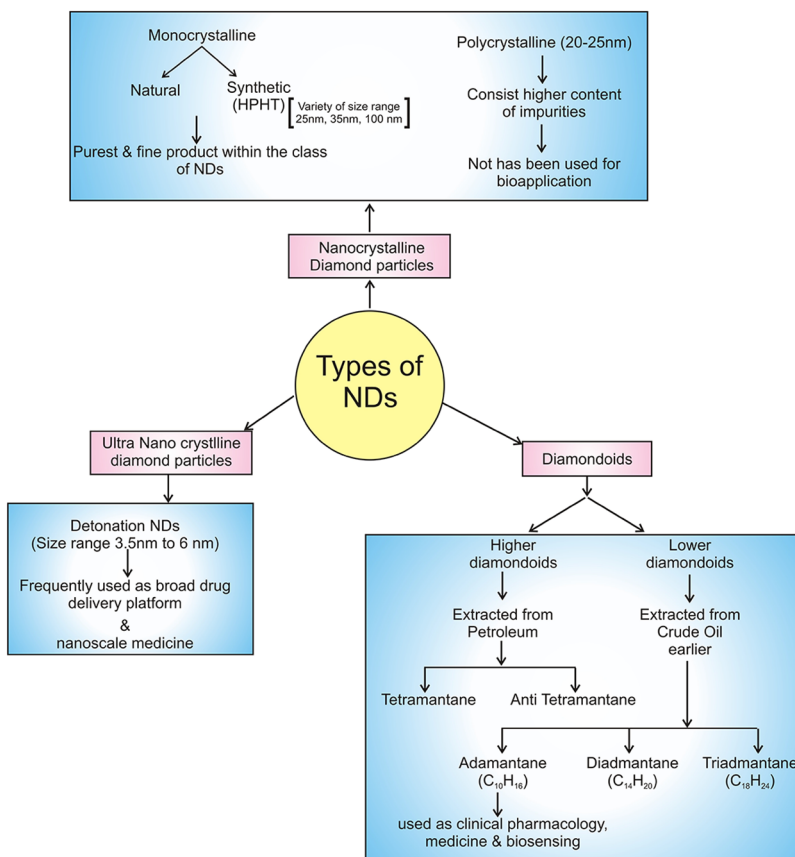 Monocrystalline
Natural
Synthetic
(HPHT)
[Variety of size range
25nm, 35nm, 100 nm]
Purest & fine product within the class
of NDs
Polycrystalline (20-25nm)
Consist higher content
of impurities
Not has been used for
bioapplication
Nanocrystalline
Diamond particles
Types of
NDs
Ultra Nano crystlline
diamond particles
Detonation NDs
(Size range 3.5nm to 6 nm)
Frequently used as broad drug
delivery platform
&
nanoscale medicine
Diamondoids
Higher
diamondoids
Extracted from
Petroleum
Tetramantane
Anti Tetramantane
Lower
diamondoids
Extracted from
Crude Oil
earlier
Adamantane
(C₁₀H₁₆)
Diadmantane
(C₁₄H₂₀)
Triadmantane
(C₁₈H₂₄)
used as clinical pharmacology,
medicine & biosensing